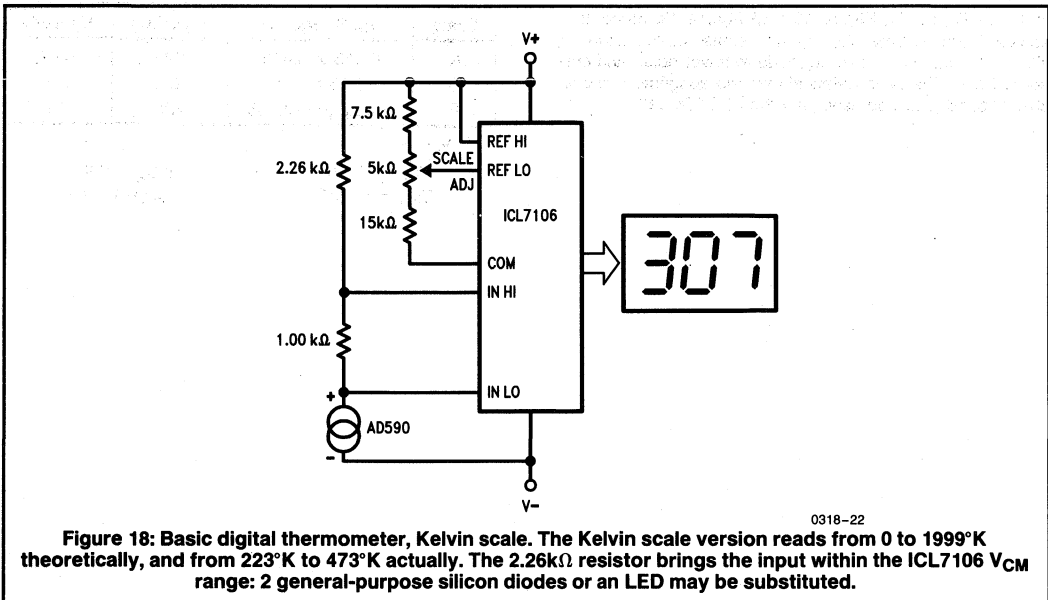 V+
7.5 kΩ
REF HI
2.26 kΩ
5kΩ
SCALE
REF LO
ADJ
15kΩ
ICL7106
307
COM
IN HI
1.00 kΩ
IN LO
+
AD590
-
V-
0318-22
Figure 18: Basic digital thermometer, Kelvin scale. The Kelvin scale version reads from 0 to 1999°K
theoretically, and from 223°K to 473°K actually. The 2.26kΩ resistor brings the input within the ICL7106 VCM
range: 2 general-purpose silicon diodes or an LED may be substituted.